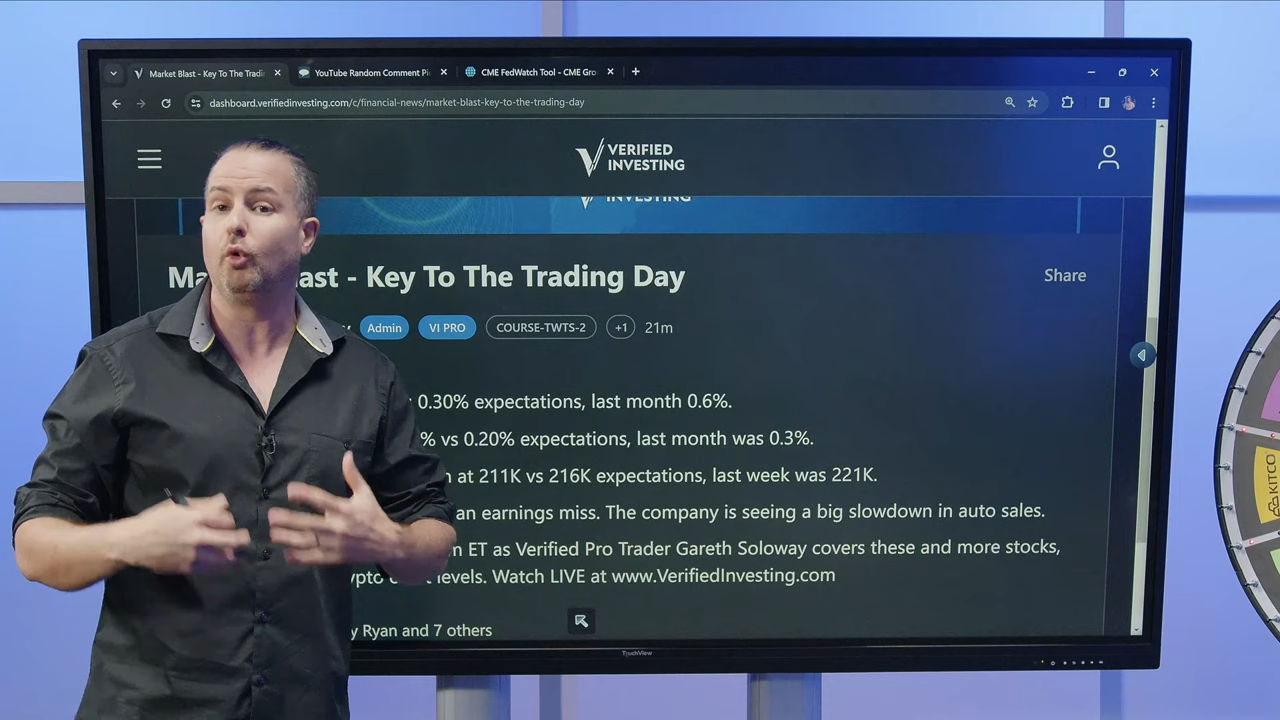 Market Blast - Key To The Tradin
YouTube Random Comment Pi
CME FedWatch Tool - CME Gro
dashboard.verifiedinvesting.com/c/financial-news/market-blast-key-to-the-trading-day
VERIFIED
INVESTING
INVESTING
Ma ast - Key To The Trading Day
Share
Admin
VI PRO
COURSE-TWTS-2
+1
21m
0.30% expectations, last month 0.6%.
% vs 0.20% expectations, last month was 0.3%.
at 211K vs 216K expectations, last week was 221K.
an earnings miss. The company is seeing a big slowdown in auto sales.
ET as Verified Pro Trader Gareth Soloway covers these and more stocks,
levels. Watch LIVE at www.VerifiedInvesting.com
y Ryan and 7 others
TouchView
KITCO